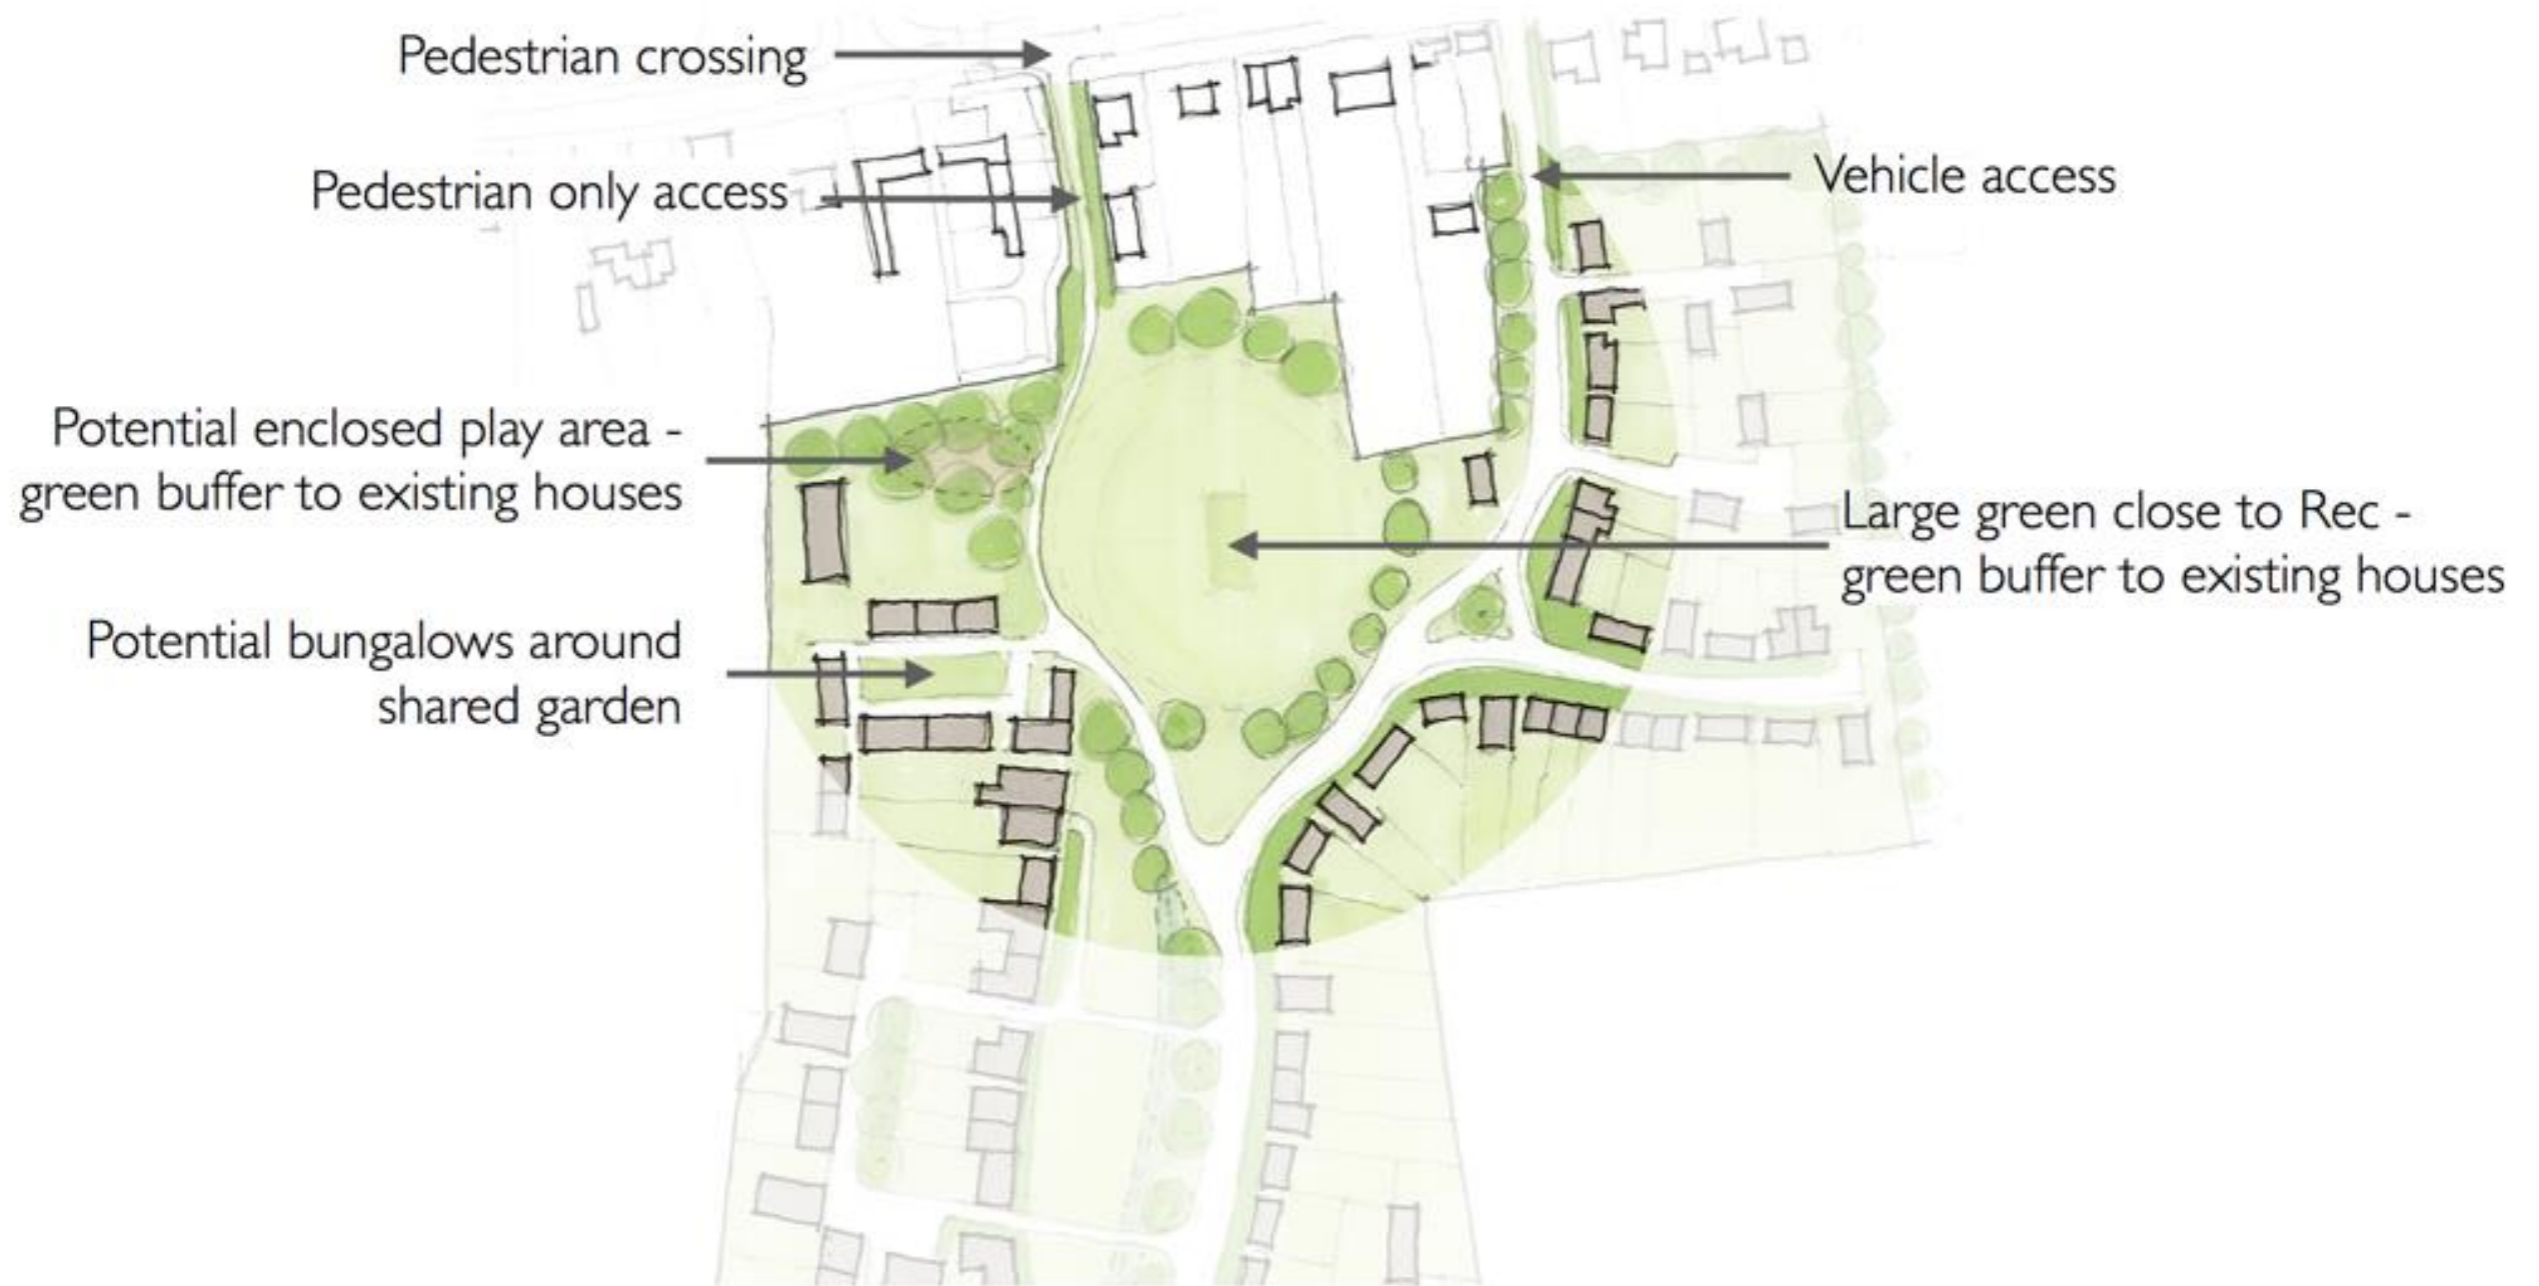 Pedestrian crossing
Pedestrian only access
Vehicle access
Potential enclosed play area -
green buffer to existing houses
Large green close to Rec -
green buffer to existing houses
Potential bungalows around
shared garden